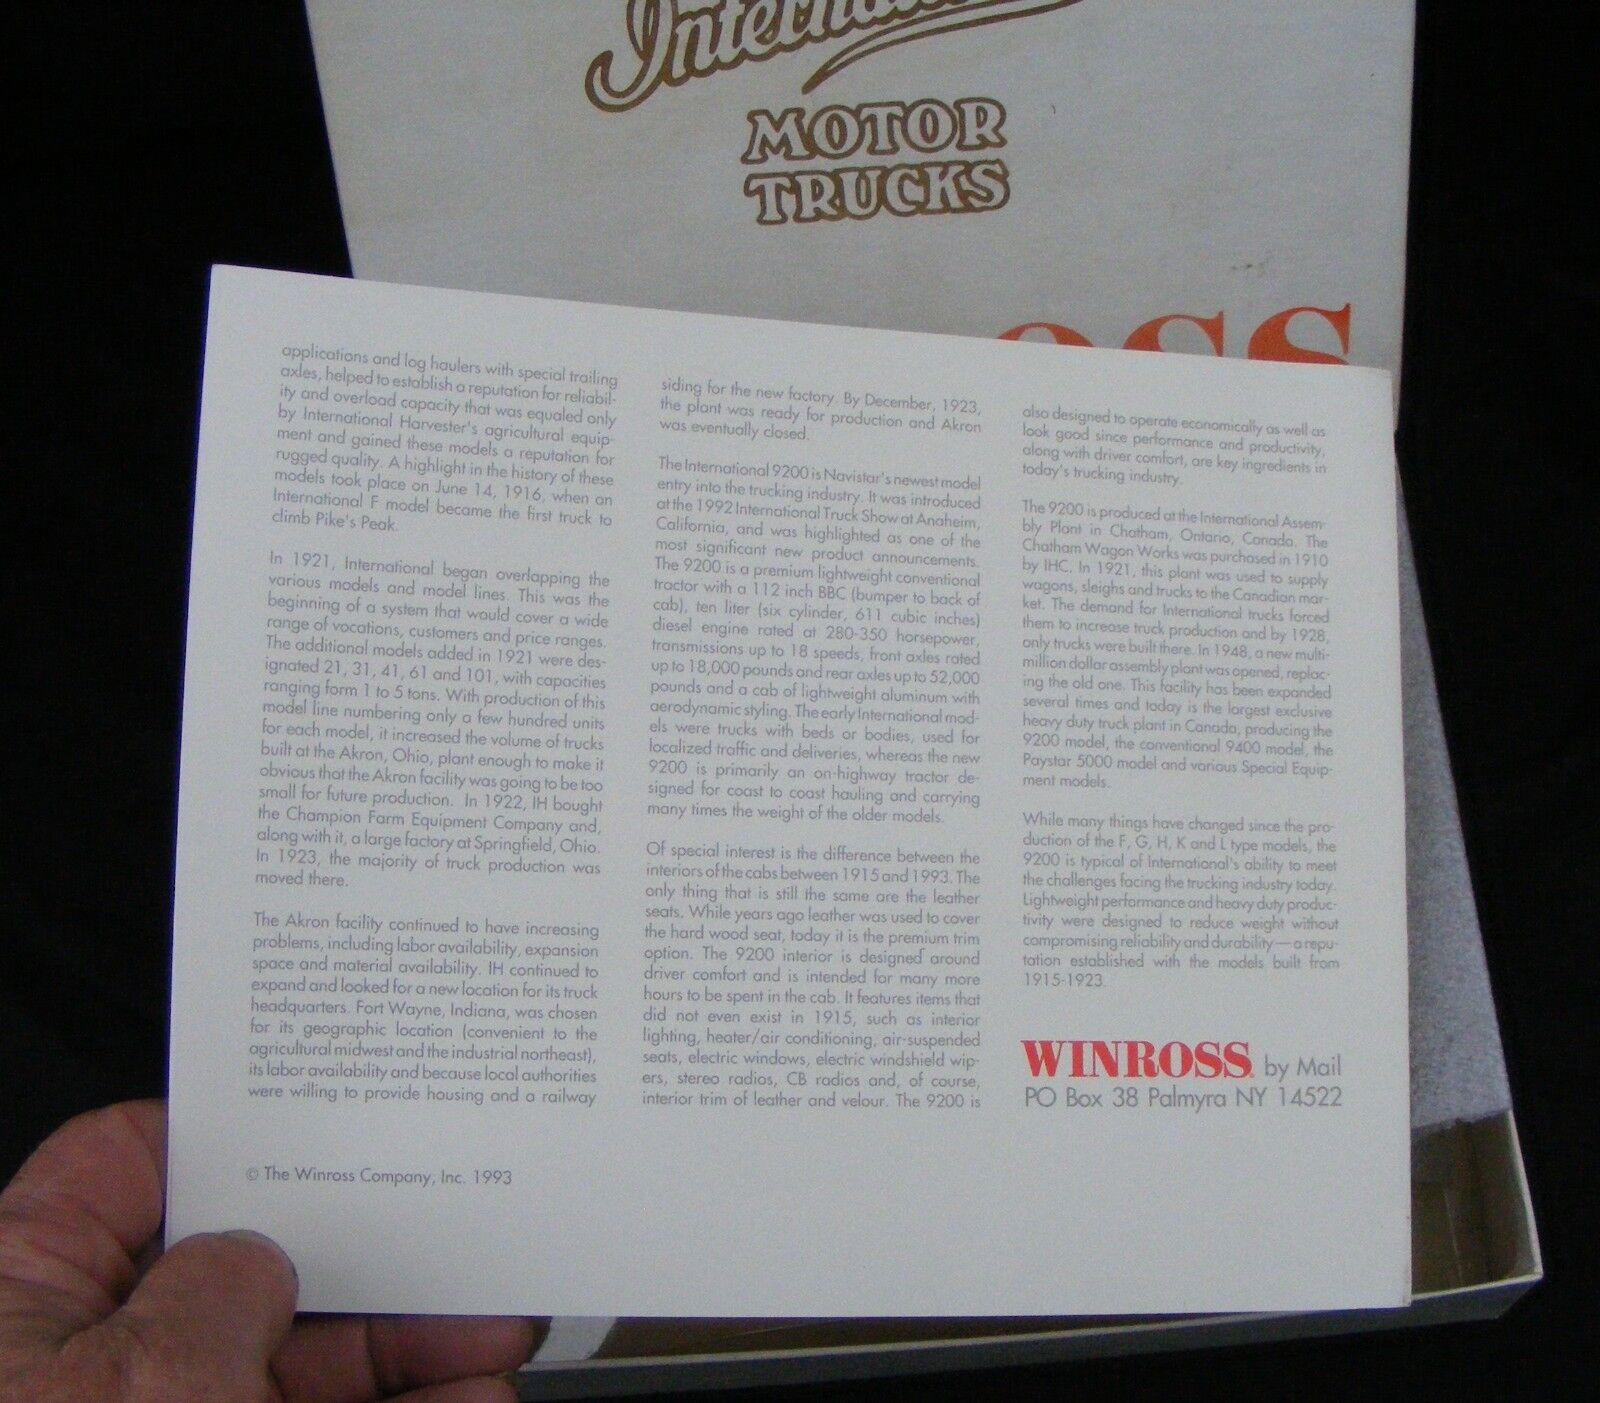 MOTOR
TRUCKS
OSS
applications and log haulers with special trailing
axles, helped to establish a reputation for reliabil-
ity and overload capacity that was equaled only
by International Harvester's agricultural equip-
ment and gained these models a reputation for
rugged quality. A highlight in the history of these
models took place on June 14, 1916, when an
International F model became the first truck to
climb Pike's Peak.
In 1921, International began overlapping the
various models and model lines. This was the
beginning of a system that would cover a wide
range of vocations, customers and price ranges.
The additional models added in 1921 were des-
ignated 21, 31, 41, 61 and 101, with capacities
ranging form 1 to 5 tons. With production of this
model line numbering only a few hundred units
for each model, it increased the volume of trucks
built at the Akron, Ohio, plant enough to make it
obvious that the Akron facility was going to be too
small for future production. In 1922, IH bought
the Champion Farm Equipment Company and,
along with it, a large factory at Springfield, Ohio.
In 1923, the majority of truck production was
moved there.
The Akron facility continued to have increasing
problems, including labor availability, expansion
space and material availability. IH continued to
expand and looked for a new location for its truck
headquarters. Fort Wayne, Indiana, was chosen
for its geographic location (convenient to the
agricultural midwest and the industrial northeast),
its labor availability and because local authorities
were willing to provide housing and a railway
siding for the new factory. By December, 1923,
the plant was ready for production and Akron
was eventually closed.
The International 9200 is Navistar's newest model
entry into the trucking industry. It was introduced
at the 1992 International Truck Show at Anaheim,
California, and was highlighted as one of the
most significant new product announcements.
The 9200 is a premium lightweight conventional
tractor with a 112 inch BBC (bumper to back of
cab), ten liter (six cylinder, 611 cubic inches)
diesel engine rated at 280-350 horsepower,
transmissions up to 18 speeds, front axles rated
up to 18,000 pounds and rear axles up to 52,000
pounds and a cab of lightweight aluminum with
aerodynamic styling. The early International mod-
els were trucks with beds or bodies, used for
localized traffic and deliveries, whereas the new
9200 is primarily an on-highway tractor de-
signed for coast to coast hauling and carrying
many times the weight of the older models.
Of special interest is the difference between the
interiors of the cabs between 1915 and 1993. The
only thing that is still the same are the leather
seats. While years ago leather was used to cover
the hard wood seat, today it is the premium trim
option. The 9200 interior is designed around
driver comfort and is intended for many more
hours to be spent in the cab. It features items that
did not even exist in 1915, such as interior
lighting, heater/air conditioning, air-suspended
seats, electric windows, electric windshield wip-
ers, stereo radios, CB radios and, of course,
interior trim of leather and velour. The 9200 is
also designed to operate economically as well as
look good since performance and productivity,
along with driver comfort, are key ingredients in
today's trucking industry.
The 9200 is produced at the International Assem-
bly Plant in Chatham, Ontario, Canada. The
Chatham Wagon Works was purchased in 1910
by IHC. In 1921, this plant was used to supply
wagons, sleighs and trucks to the Canadian mar-
ket. The demand for International trucks forced
them to increase truck production and by 1928,
only trucks were built there. In 1948, a new multi-
million dollar assembly plant was opened, replac-
ing the old one. This facility has been expanded
several times and today is the largest exclusive
heavy duty truck plant in Canada, producing the
9200 model, the conventional 9400 model, the
Paystar 5000 model and various Special Equip-
ment models.
While many things have changed since the pro-
duction of the F, G, H, K and L type models, the
9200 is typical of International's ability to meet
the challenges facing the trucking industry today.
Lightweight performance and heavy duty produc-
tivity were designed to reduce weight without
compromising reliability and durability—a repu-
tation established with the models built from
1915-1923.
WINROSS by Mail
PO Box 38 Palmyra NY 14522
© The Winross Company, Inc. 1993